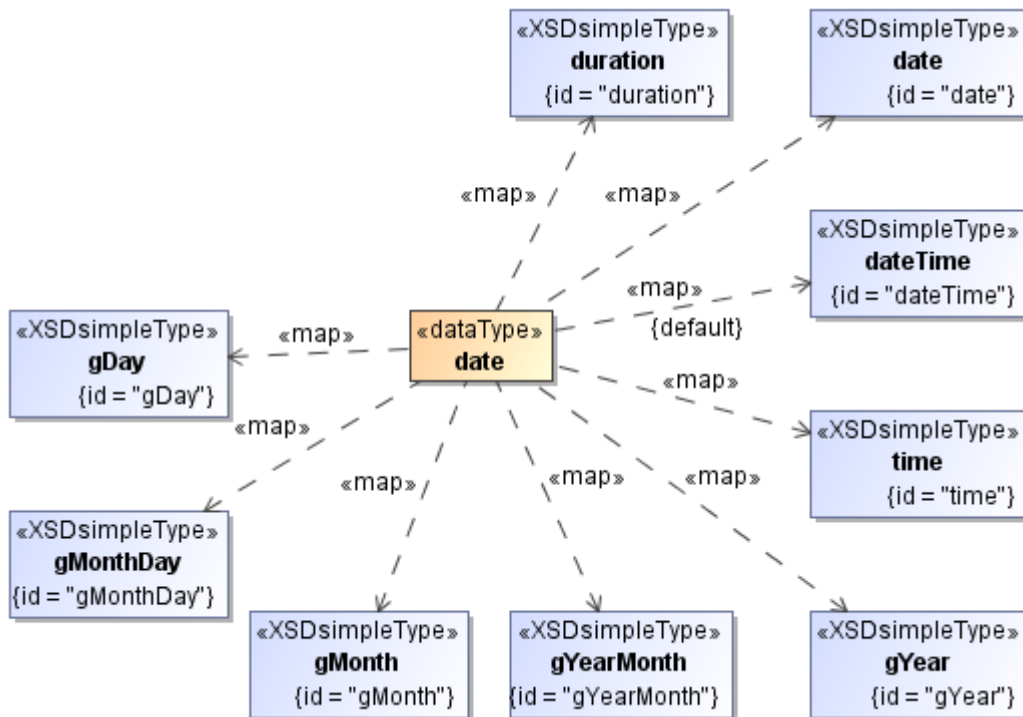 «XSDsimpleType»
duration
{id = "duration"}
«XSDsimpleType»
date
{id = "date"}
«map»
«map»
«XSDsimpleType»
dateTime
{id = "dateTime"}
«map»
{default}
«XSDsimpleType»
gDay
{id = "gDay"}
«map»
«dataType»
date
«map»
«XSDsimpleType»
time
{id = "time"}
«map»
«map»
«map»
«map»
«XSDsimpleType»
gMonthDay
{id = "gMonthDay"}
«XSDsimpleType»
gMonth
{id = "gMonth"}
«XSDsimpleType»
gYearMonth
{id = "gYearMonth"}
«XSDsimpleType»
gYear
{id = "gYear"}